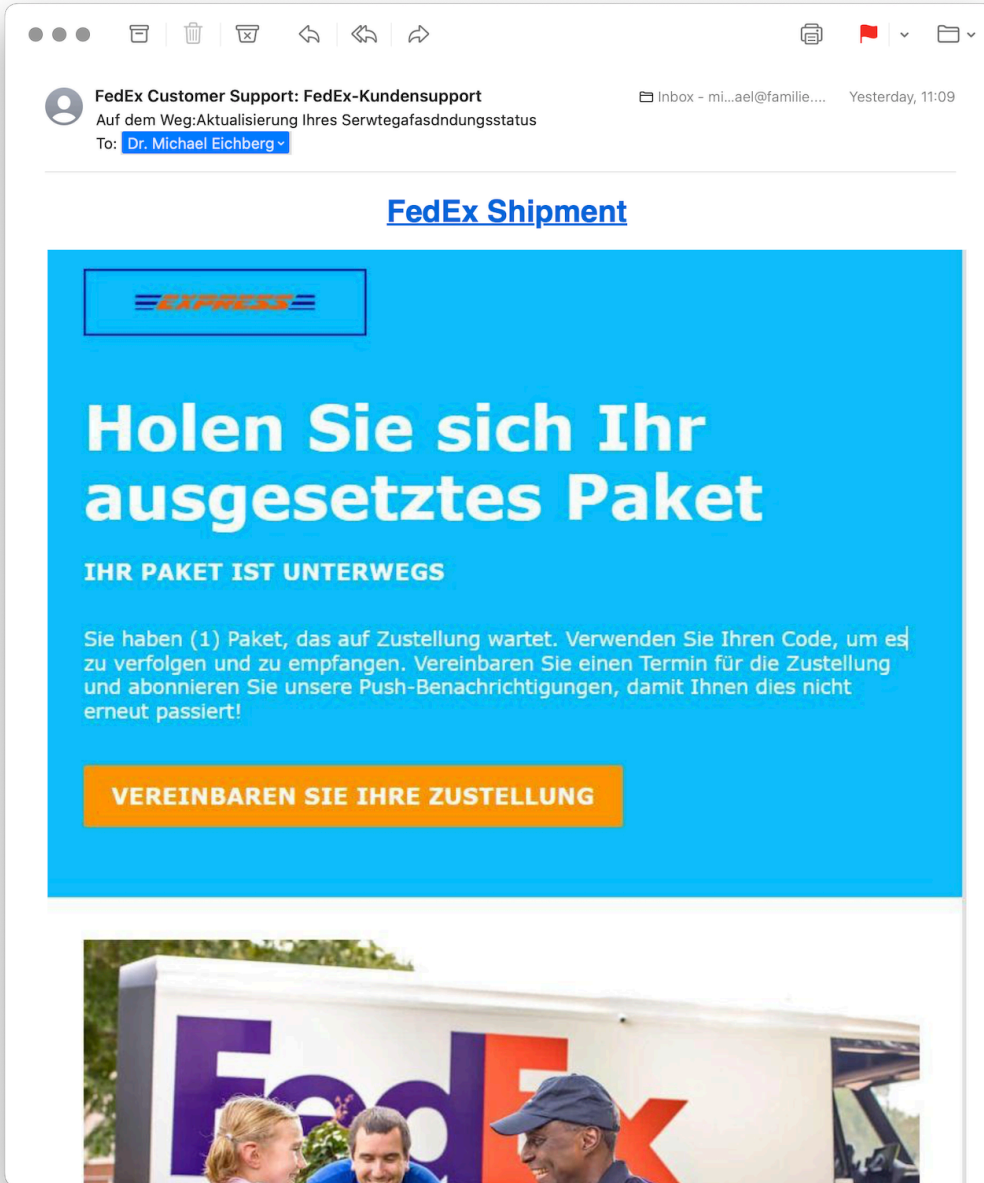 FedEx Customer Support: FedEx-Kundensupport
Inbox - mi...ael@familie....
Yesterday, 11:09
Auf dem Weg:Aktualisierung Ihres Serwtegafasdndungsstatus
To: Dr. Michael Eichberg
FedEx Shipment
EXPRESS
Holen Sie sich Ihr
ausgesetztes Paket
IHR PAKET IST UNTERWEGS
Sie haben (1) Paket, das auf Zustellung wartet. Verwenden Sie Ihren Code, um es
zu verfolgen und zu empfangen. Vereinbaren Sie einen Termin für die Zustellung
und abonnieren Sie unsere Push-Benachrichtigungen, damit Ihnen dies nicht
erneut passiert!
VEREINBAREN SIE IHRE ZUSTELLUNG
FedEx